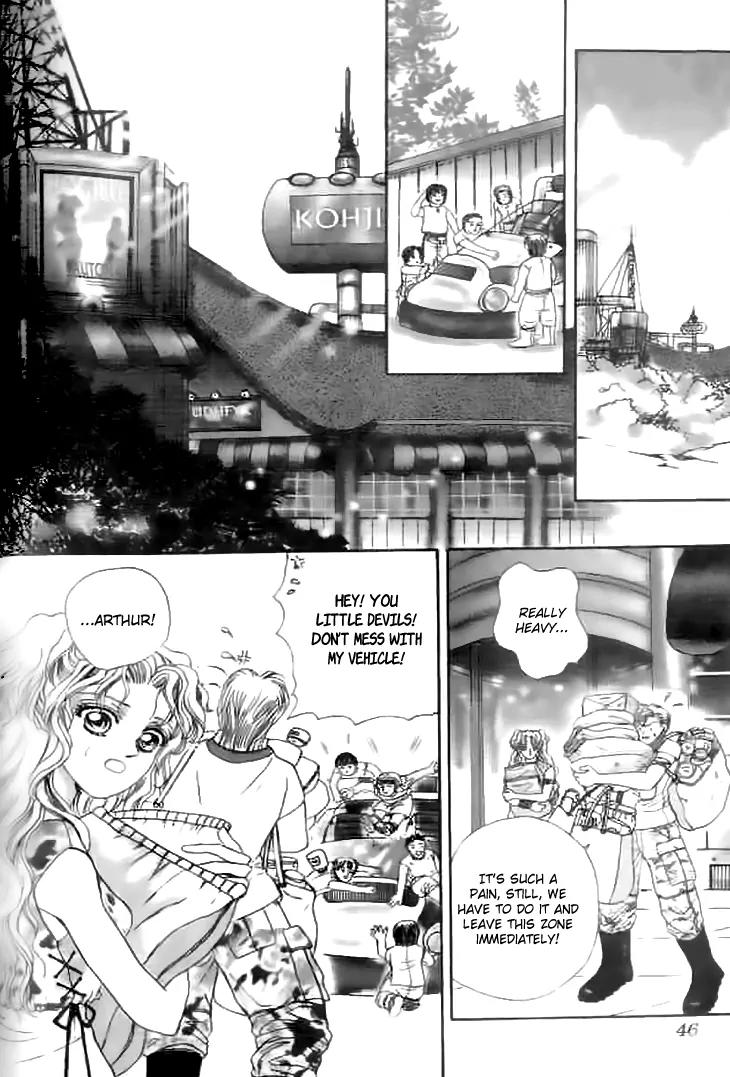 KOHJI
REALLY
HEAVY...
IT'S SUCH A
PAIN, STILL, WE
HAVE TO DO IT AND
LEAVE THIS ZONE
IMMEDIATELY!
HEY! YOU
LITTLE DEVILS!
DON'T MESS WITH
MY VEHICLE!
...ARTHUR!
46